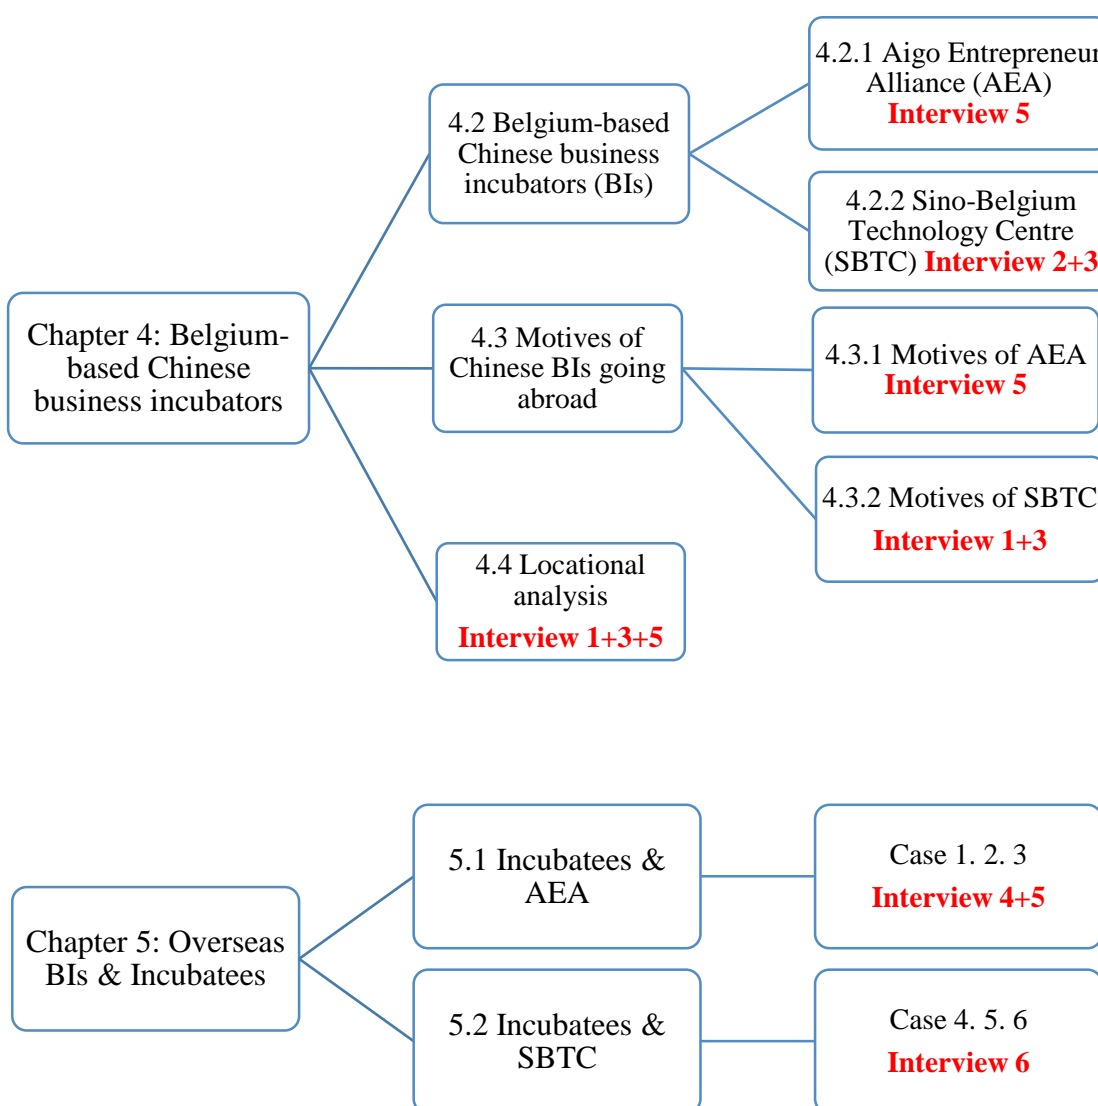 Chapter 4: Belgium-
based Chinese
business incubators
4.2 Belgium-based
Chinese business
incubators (BIs)
4.2.1 Aigo Entrepreneur
Alliance (AEA)
Interview 5
4.2.2 Sino-Belgium
Technology Centre
(SBTC) Interview 2+3
4.3 Motives of
Chinese BIs going
abroad
4.3.1 Motives of AEA
Interview 5
4.3.2 Motives of SBTC
Interview 1+3
4.4 Locational
analysis
Interview 1+3+5
Chapter 5: Overseas
BIs & Incubatees
5.1 Incubatees &
AEA
Case 1. 2. 3
Interview 4+5
5.2 Incubatees &
SBTC
Case 4. 5. 6
Interview 6